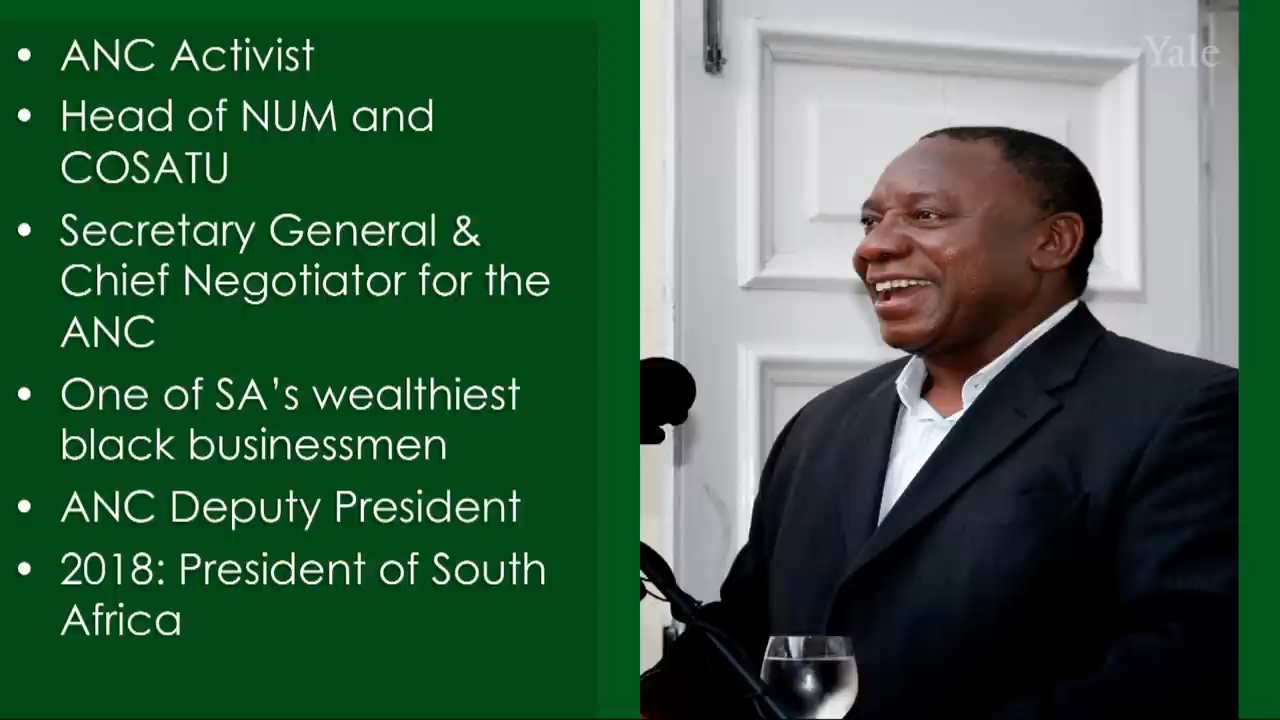 • ANC Activist
• Head of NUM and
COSATU
• Secretary General &
Chief Negotiator for the
ANC
• One of SA's wealthiest
black businessmen
• ANC Deputy President
• 2018: President of South
Africa
Yale